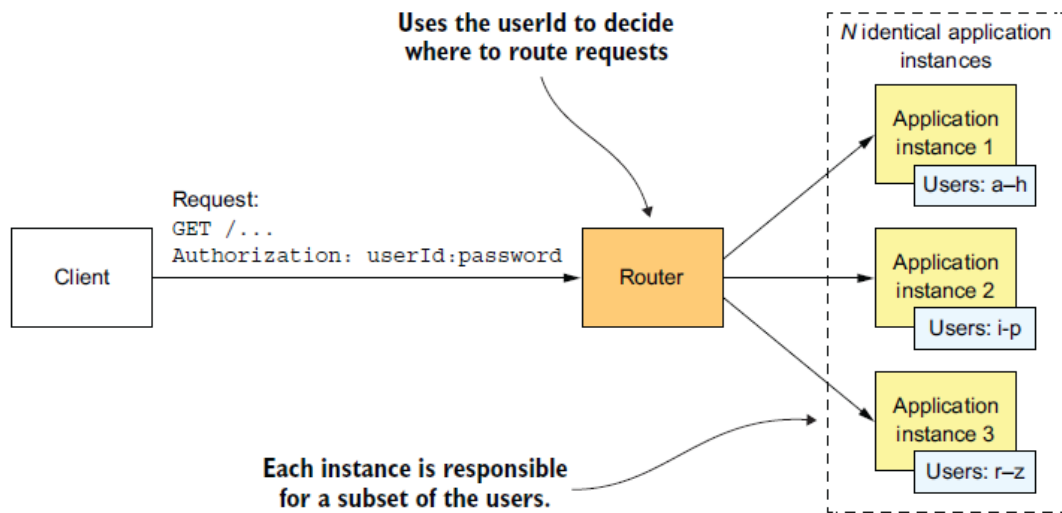 Uses the userId to decide
where to route requests
N identical application
instances
Application
instance 1
Users: a–h
Request:
GET /...
Authorization: userId:password
Client
Router
Application
instance 2
Users: i-p
Application
instance 3
Users: r–z
Each instance is responsible
for a subset of the users.